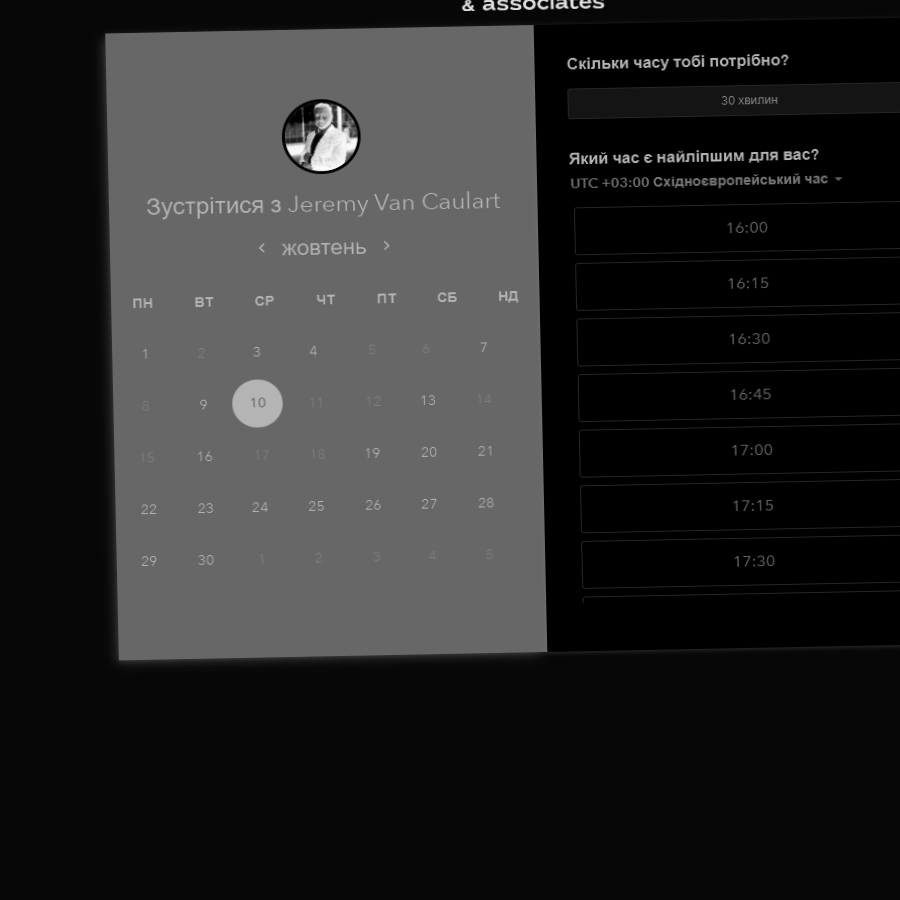 & associates
Зустрітися з Jeremy Van Caulart
жовтень
ПН ВТ СР ЧТ ПТ СБ НД
1 2 3 4 5 6 7
8 9 10 11 12 13 14
15 16 17 18 19 20 21
22 23 24 25 26 27 28
29 30 1 2 3 4 5
Скільки часу тобі потрібно?
30 хвилин
Який час є найліпшим для вас?
UTC +03:00 Східноєвропейський час
16:00
16:15
16:30
16:45
17:00
17:15
17:30